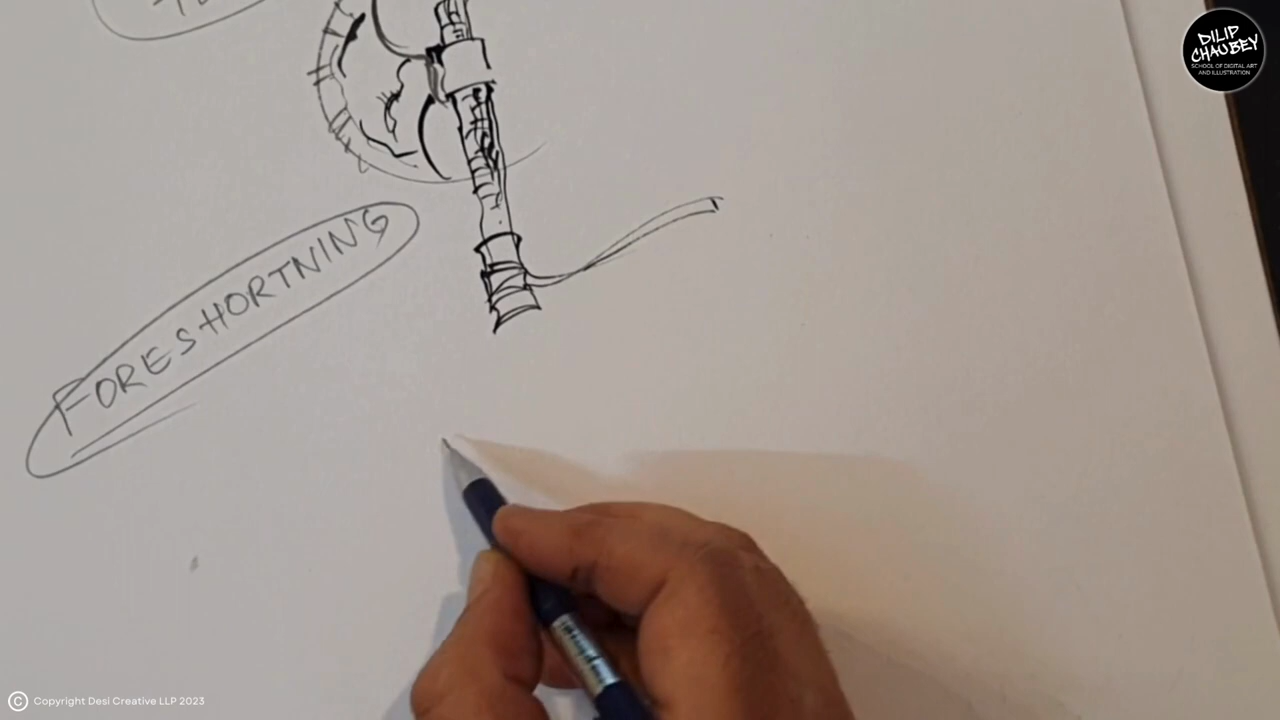 DILIP
CHAUBEY
SCHOOL OF DIGITAL ART
AND ILLUSTRATION
FORESHORTNING
© Copyright Desi Creative LLP 2023